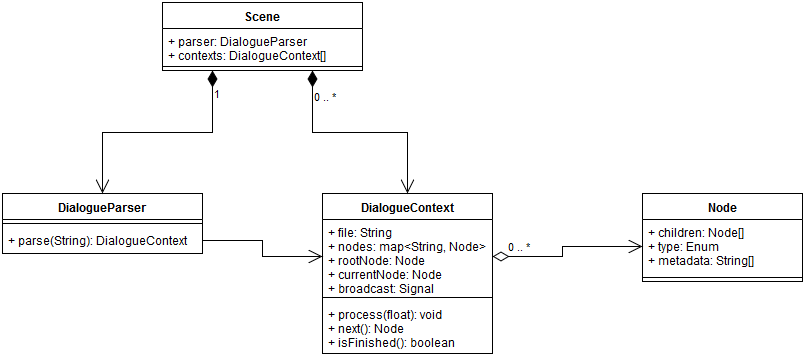 Scene
+ parser: DialogueParser
+ contexts: DialogueContext[]
1
0 .. *
DialogueParser
+ parse(String): DialogueContext
DialogueContext
+ file: String
+ nodes: map<String, Node>
+ rootNode: Node
+ currentNode: Node
+ broadcast: Signal
+ process(float): void
+ next(): Node
+ isFinished(): boolean
0 .. *
Node
+ children: Node[]
+ type: Enum
+ metadata: String[]